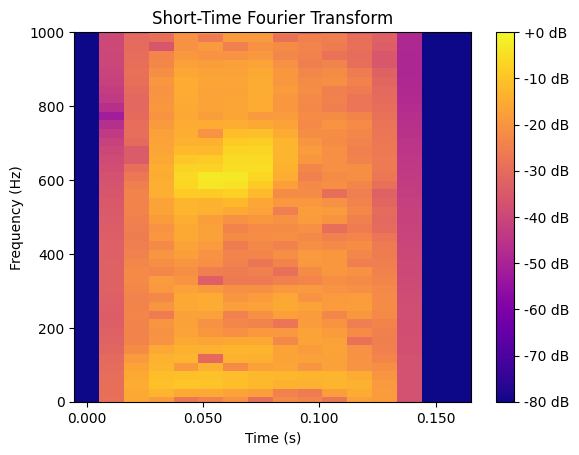 Short-Time Fourier Transform
1000
800
600
400
200
0
Frequency (Hz)
0.000
0.050
0.100
0.150
Time (s)
+0 dB
-10 dB
-20 dB
-30 dB
-40 dB
-50 dB
-60 dB
-70 dB
-80 dB